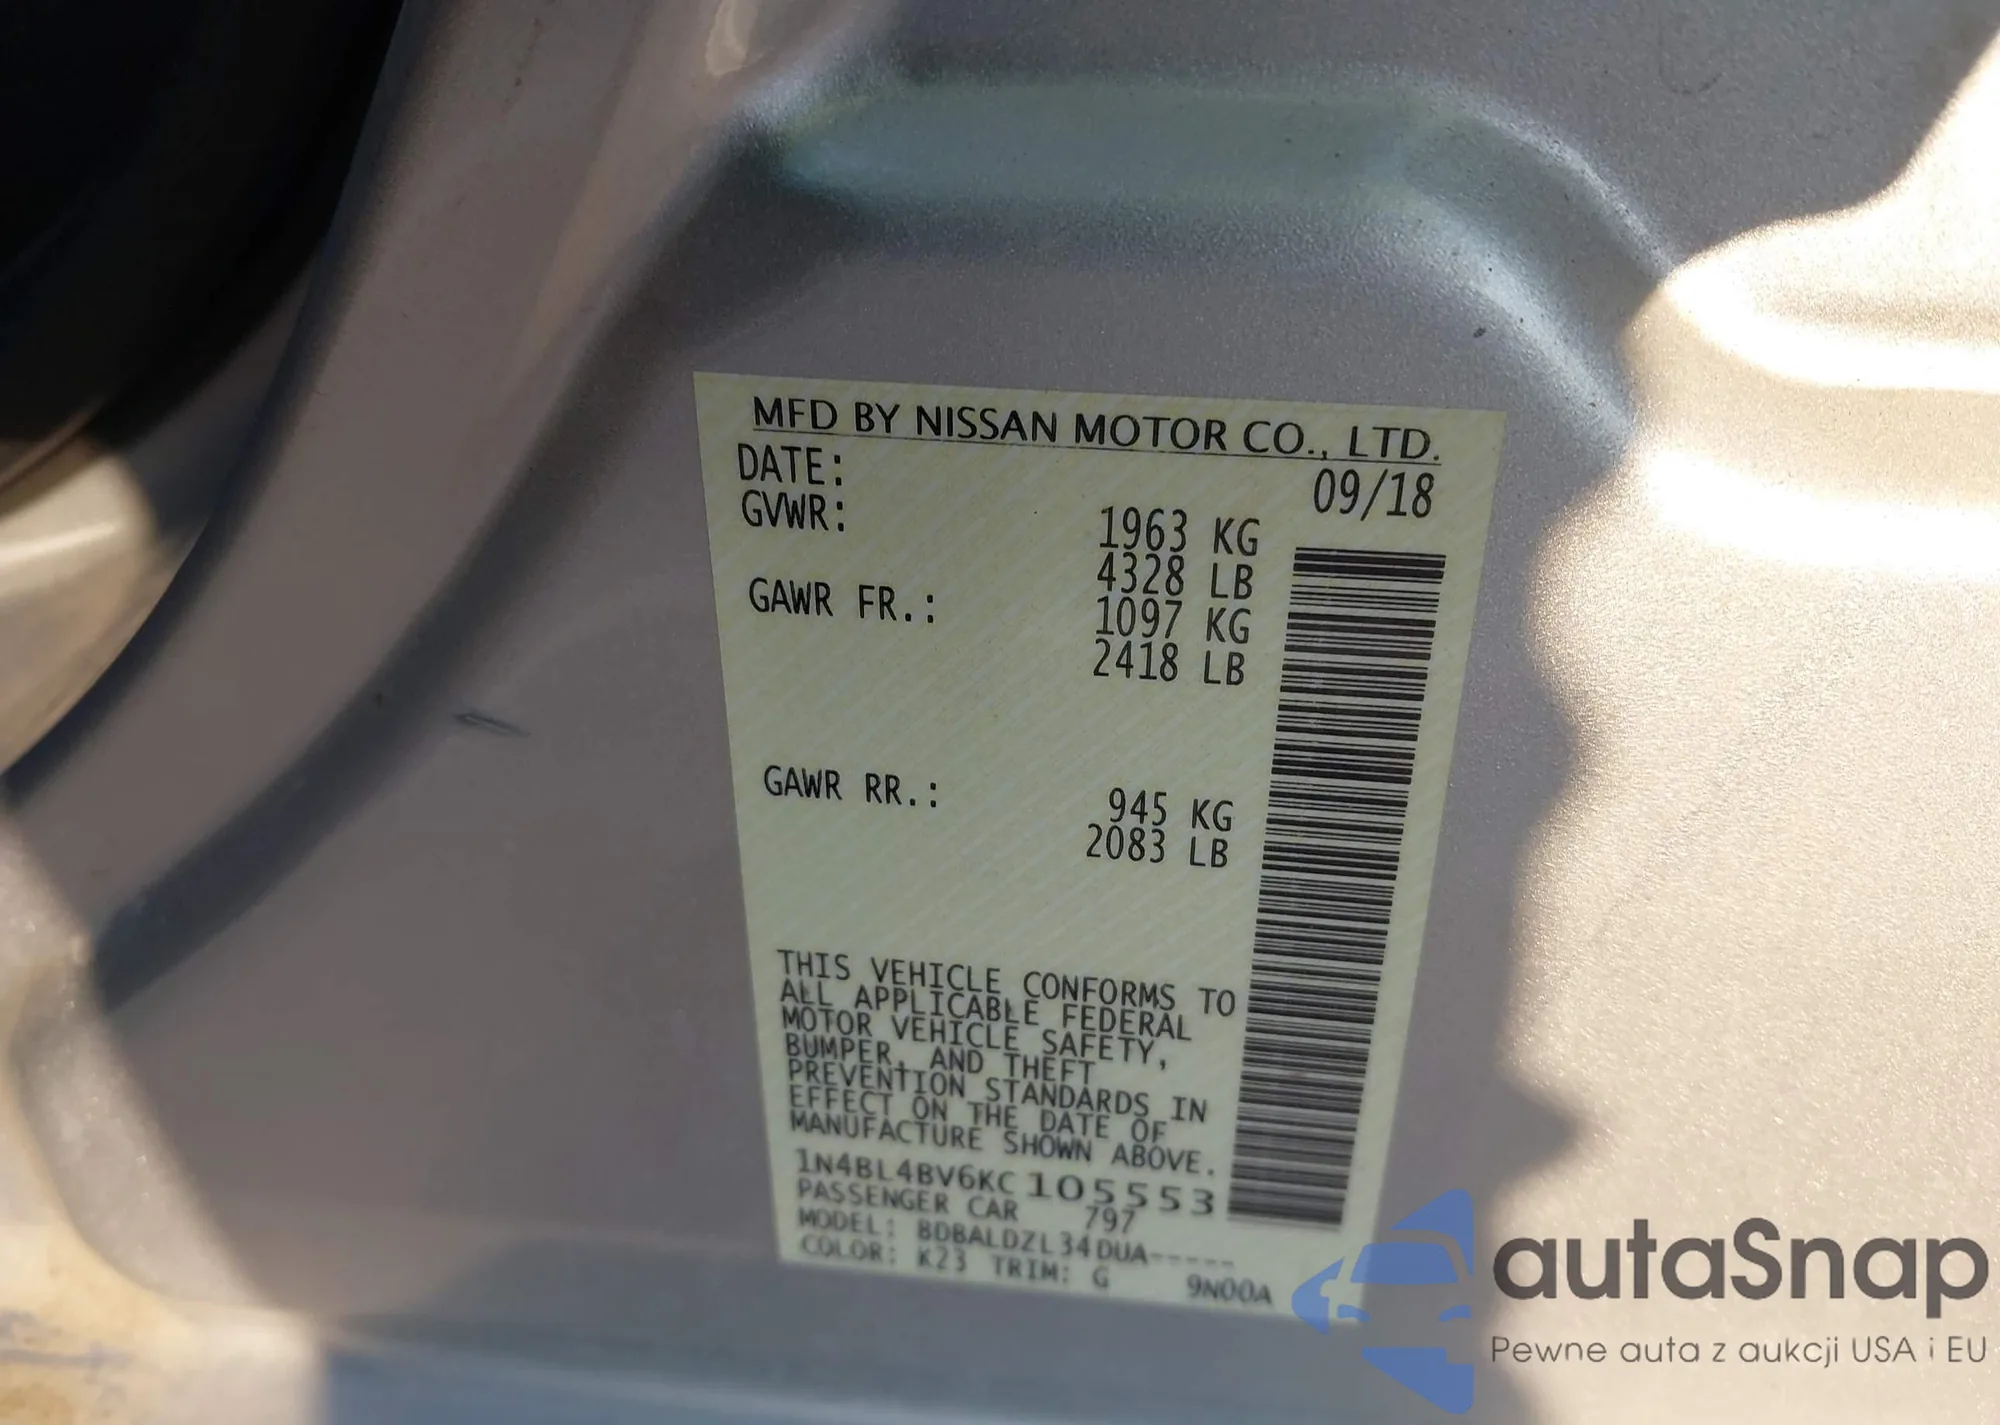 MFD BY NISSAN MOTOR CO., LTD.
DATE: 09/18
GVWR: 1963 KG
4328 LB
GAWR FR.: 1097 KG
2418 LB
GAWR RR.: 945 KG
2083 LB
THIS VEHICLE CONFORMS TO
ALL APPLICABLE FEDERAL
MOTOR VEHICLE SAFETY,
BUMPER, AND THEFT
PREVENTION STANDARDS IN
EFFECT ON THE DATE OF
MANUFACTURE SHOWN ABOVE.
1N4BL4BV6KC105553
PASSENGER CAR 797
MODEL: BDBALDZL34DUA-----
COLOR: K23 TRIM: G 9N00A
autaSnap
Pewne auta z aukcji USA i EU